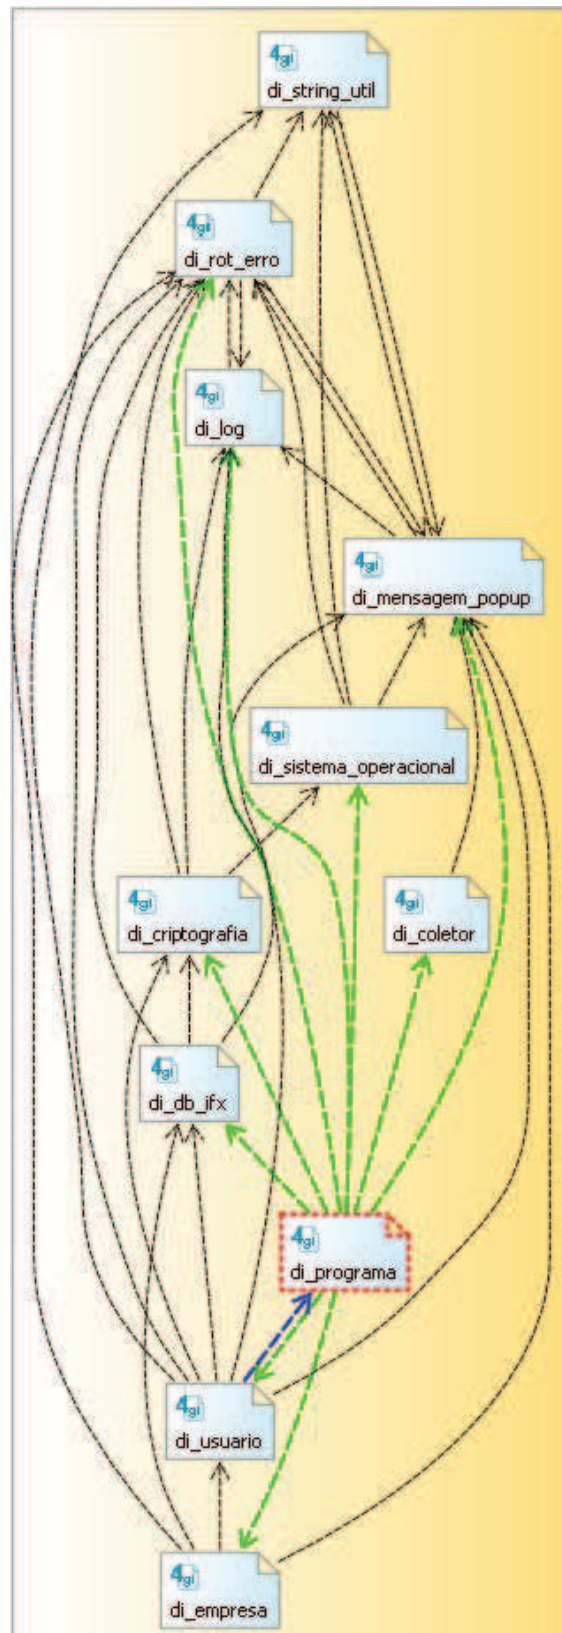 4gl
di_string_util
4gl
di_rot_erro
4gl
di_log
4gl
di_mensagem_popup
4gl
di_sistema_operacional
4gl
di_criptografia
4gl
di_coletor
4gl
di_db_ifx
4gl
di_programa
4gl
di_usuario
4gl
di_empresa